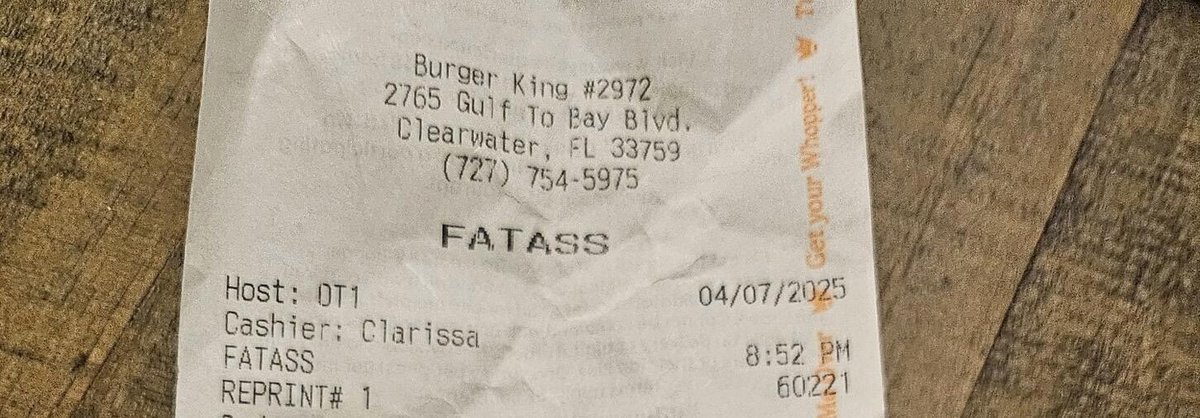 Burger King #2972
2765 Gulf To Bay Blvd.
Clearwater, FL 33759
(727) 754-5975
FATASS
Host: OT1
04/07/2025
Cashier: Clarissa
8:52 PM
FATASS
60221
REPRINT# 1
Get your Whopper!